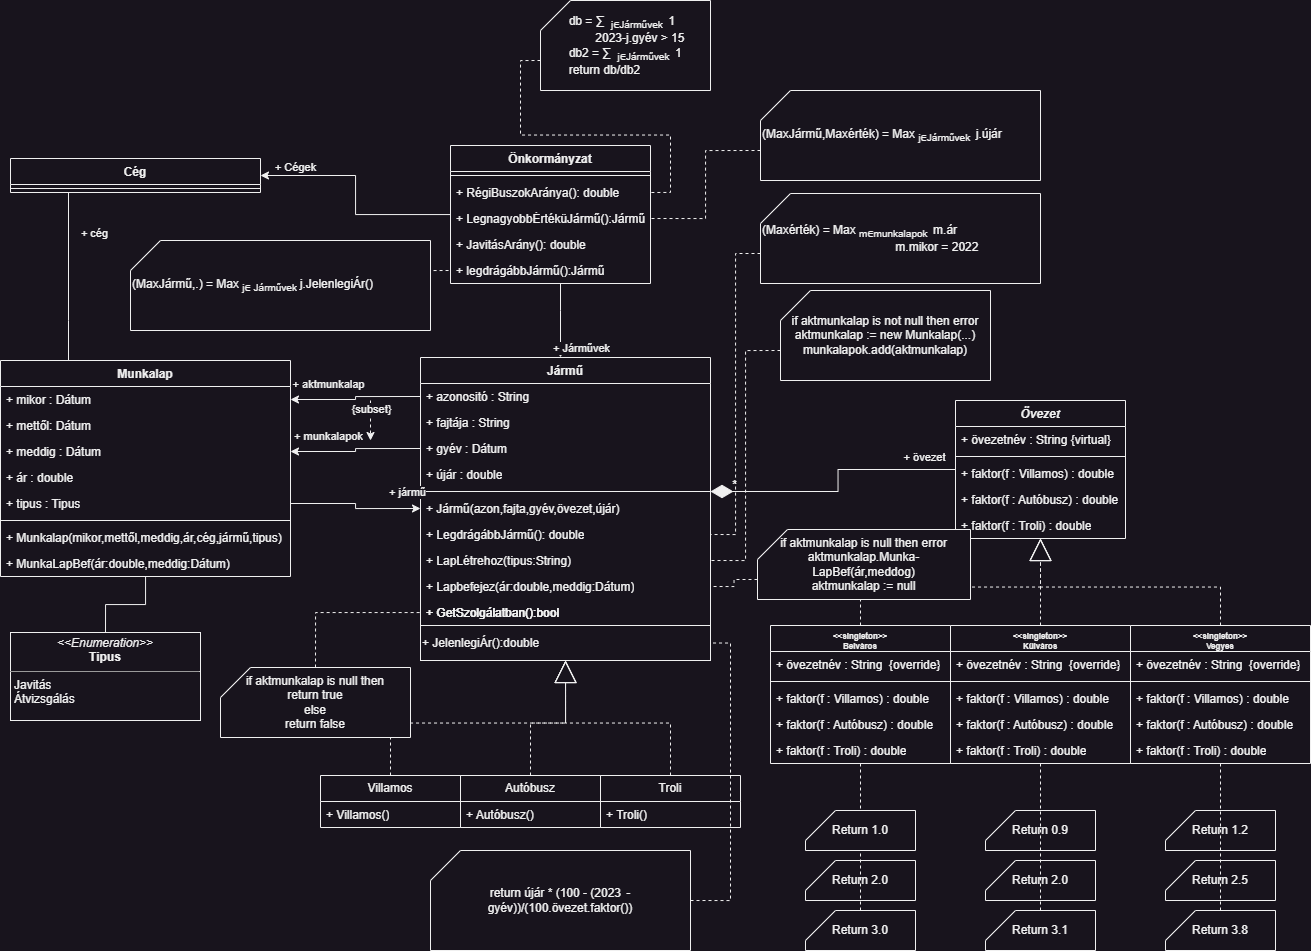 db = ∑ j∈Járművek 1
2023-j.gyév > 15
db2 = ∑ j∈Járművek 1
return db/db2
(MaxJármű,Maxérték) = Max j∈Járművek j.újár
Cég
+ Cégek
Önkormányzat
+ RégiBuszokAránya(): double
+ LegnagyobbÉrtéküJármű():Jármű
+ JavitásArány(): double
+ legdrágábbJármű():Jármű
(Maxérték) = Max m∈munkalapok m.ár
m.mikor = 2022
+ cég
(MaxJármű,.) = Max j∈ Járművek j.JelenlegiÁr()
if aktmunkalap is not null then error
aktmunkalap := new Munkalap(...)
munkalapok.add(aktmunkalap)
+ Járművek
Munkalap
+ mikor : Dátum
+ mettől: Dátum
+ meddig : Dátum
+ ár : double
+ tipus : Tipus
+ Munkalap(mikor,mettől,meddig,ár,cég,jármű,tipus)
+ MunkaLapBef(ár:double,meddig:Dátum)
+ aktmunkalap
{subset}
+ munkalapok
+ jármű
Jármű
+ azonositó : String
+ fajtája : String
+ gyév : Dátum
+ újár : double
+ Jármű(azon,fajta,gyév,övezet,újár)
+ LegdrágábbJármű(): double
+ LapLétrehoz(tipus:String)
+ Lapbefejez(ár:double,meddig:Dátum)
+ GetSzolgálatban():bool
+ JelenlegiÁr():double
*
+ övezet
Övezet
+ övezetnév : String {virtual}
+ faktor(f : Villamos) : double
+ faktor(f : Autóbusz) : double
+ faktor(f : Troli) : double
if aktmunkalap is null then error
aktmunkalap.Munka-
LapBef(ár,meddog)
aktmunkalap := null
<<Enumeration>>
Tipus
Javitás
Átvizsgálás
if aktmunkalap is null then
return true
else
return false
<<singleton>>
Belváros
+ övezetnév : String {override}
+ faktor(f : Villamos) : double
+ faktor(f : Autóbusz) : double
+ faktor(f : Troli) : double
<<singleton>>
Külváros
+ övezetnév : String {override}
+ faktor(f : Villamos) : double
+ faktor(f : Autóbusz) : double
+ faktor(f : Troli) : double
<<singleton>>
Vegyes
+ övezetnév : String {override}
+ faktor(f : Villamos) : double
+ faktor(f : Autóbusz) : double
+ faktor(f : Troli) : double
Villamos
+ Villamos()
Autóbusz
+ Autóbusz()
Troli
+ Troli()
Return 1.0
Return 0.9
Return 1.2
Return 2.0
Return 2.0
Return 2.5
Return 3.0
Return 3.1
Return 3.8
return újár * (100 - (2023 -
gyév))/(100.övezet.faktor())